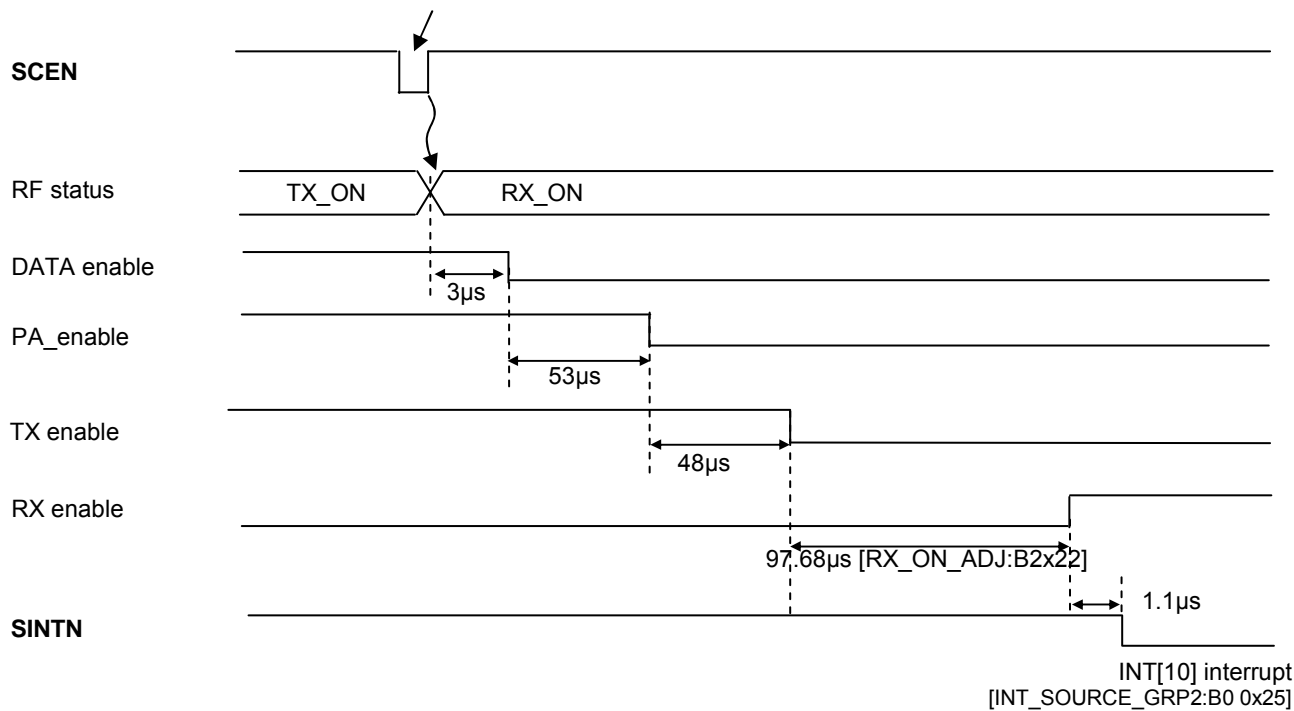 SCEN
RF status
TX_ON
RX_ON
DATA enable
3µs
PA_enable
53µs
TX enable
48µs
RX enable
97.68µs [RX_ON_ADJ:B2x22]
1.1µs
SINTN
INT[10] interrupt
[INT_SOURCE_GRP2:B0 0x25]